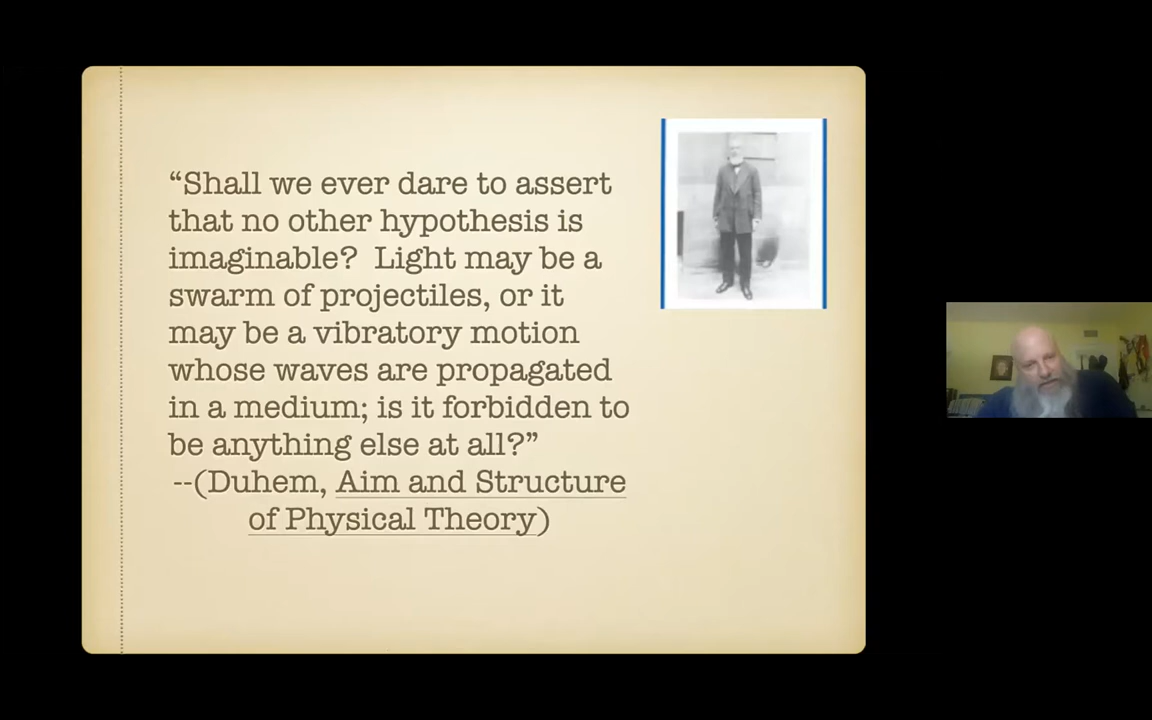 “Shall we ever dare to assert
that no other hypothesis is
imaginable?  Light may be a
swarm of projectiles, or it
may be a vibratory motion
whose waves are propagated
in a medium; is it forbidden to
be anything else at all?”
--(Duhem, Aim and Structure
of Physical Theory)